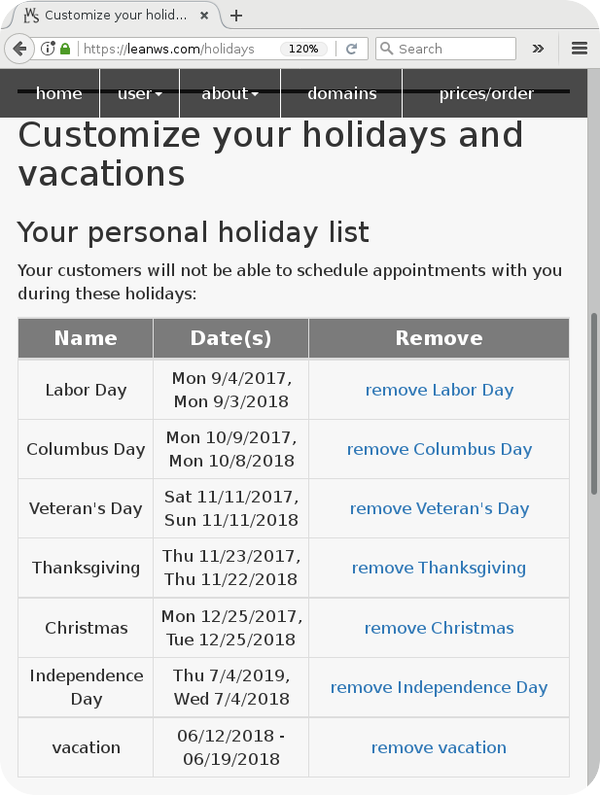 Customize your holid...
https://leanws.com/holidays 120% Search
home user about domains prices/order
Customize your holidays and
vacations
Your personal holiday list
Your customers will not be able to schedule appointments with you
during these holidays:
Name Date(s) Remove
Labor Day Mon 9/4/2017, remove Labor Day
Mon 9/3/2018
Columbus Day Mon 10/9/2017, remove Columbus Day
Mon 10/8/2018
Veteran's Day Sat 11/11/2017, remove Veteran's Day
Sun 11/11/2018
Thanksgiving Thu 11/23/2017, remove Thanksgiving
Thu 11/22/2018
Christmas Mon 12/25/2017, remove Christmas
Tue 12/25/2018
Independence Thu 7/4/2019, remove Independence Day
Day Wed 7/4/2018
vacation 06/12/2018 - remove vacation
06/19/2018